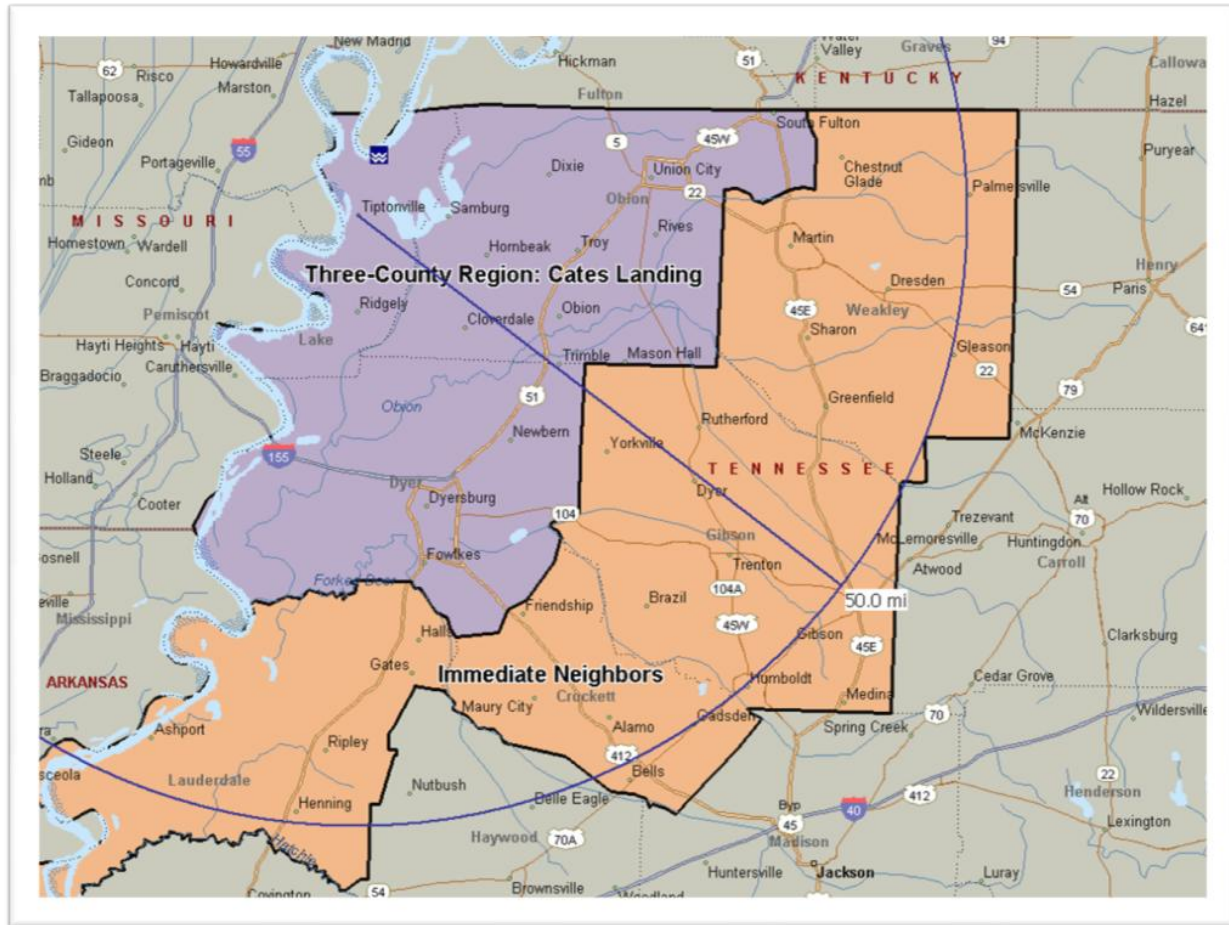 New Madrid
Water
Valley
94
Graves
Howardville
51
62
Risco
Hickman
KENTUCKY
Calloway
Marston
Tallapoosa
Fulton
Hazel
South Fulton
Gideon
55
5
45W
Portageville
Dixie
Union City
Chestnut
Glade
Puryear
22
Palmersville
Obion
Tiptonville
Samburg
MISSOURI
Rives
Homestown
Wardell
Hornbeak
Troy
Martin
Three-County Region: Cates Landing
Henry
Concord
Dresden
54
Paris
Ridgely
Obion
45E
Weakley
Pemiscot
Cloverdale
Sharon
641
Lake
Hayti Heights
Hayti
Trimble
Mason Hall
Gleason
Caruthersville
22
Braggadocio
79
51
Obion
Greenfield
Rutherford
McKenzie
Newbern
Yorkville
Steele
155
TENNESSEE
Holland
Dyer
Dyer
Hollow Rock
Cooter
Dyersburg
Alt
70
104
Trezevant
Gibson
McLemoresville
Huntingdon
Fowlkes
Trenton
Atwood
Carroll
Forked Deer
104A
50.0 mi
Mississippi
Friendship
Brazil
45W
Gibson
Halls
45E
Clarksburg
Gates
Immediate Neighbors
ARKANSAS
Humboldt
Cedar Grove
Crockett
Medina
Maury City
Gadsden
70
Wildersville
Ashport
Alamo
Spring Creek
Ripley
412
Lauderdale
Bells
Nutbush
22
Henning
Belle Eagle
412
Henderson
Byp
40
45
Haywood
70A
Madison
Lexington
Huntersville
Jackson
Luray
54
Brownsville
Covington
Woodland